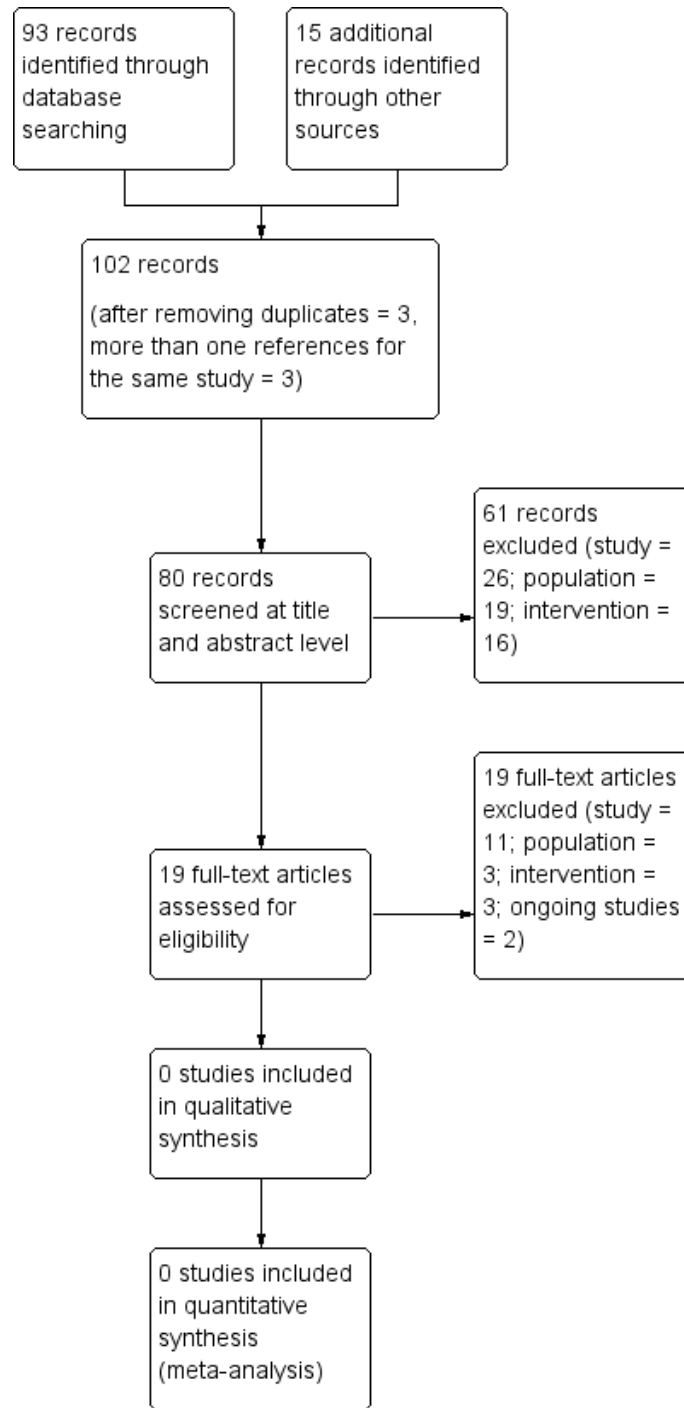 93 records
identified through
database
searching
15 additional
records identified
through other
sources
102 records
(after removing duplicates = 3,
more than one references for
the same study = 3)
80 records
screened at title
and abstract level
61 records
excluded (study =
26; population =
19; intervention =
16)
19 full-text articles
assessed for
eligibility
19 full-text articles
excluded (study =
11; population =
3; intervention =
3; ongoing studies
= 2)
0 studies included
in qualitative
synthesis
0 studies included
in quantitative
synthesis
(meta-analysis)